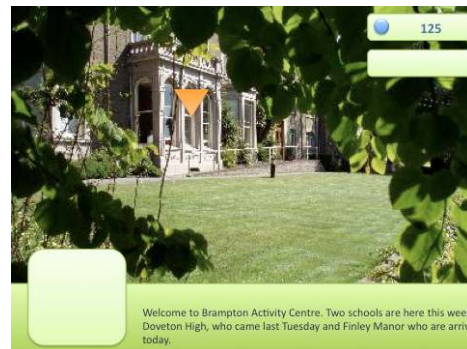 125
Welcome to Brampton Activity Centre. Two schools are here this wee
Doveton High, who came last Tuesday and Finley Manor who are arriv
today.